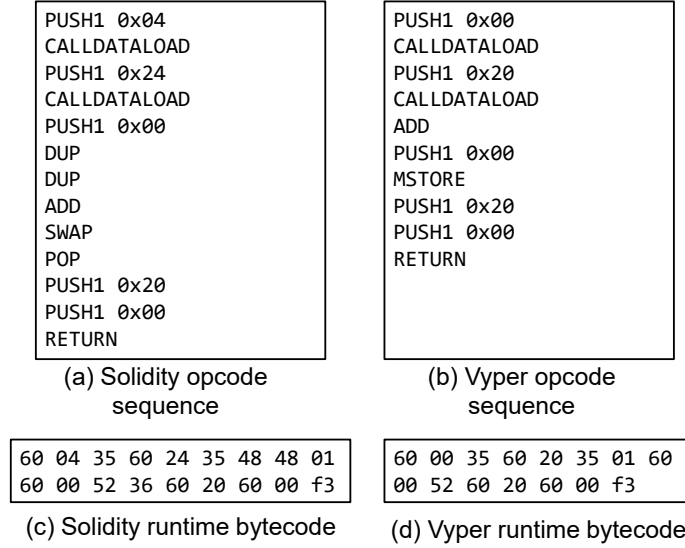 PUSH1 0x04
CALLDATALOAD
PUSH1 0x24
CALLDATALOAD
PUSH1 0x00
DUP
DUP
ADD
SWAP
POP
PUSH1 0x20
PUSH1 0x00
RETURN
(a) Solidity opcode
sequence
PUSH1 0x00
CALLDATALOAD
PUSH1 0x20
CALLDATALOAD
ADD
PUSH1 0x00
MSTORE
PUSH1 0x20
PUSH1 0x00
RETURN
(b) Vyper opcode
sequence
60 04 35 60 24 35 48 48 01
60 00 52 36 60 20 60 00 f3
(c) Solidity runtime bytecode
60 00 35 60 20 35 01 60
00 52 60 20 60 00 f3
(d) Vyper runtime bytecode